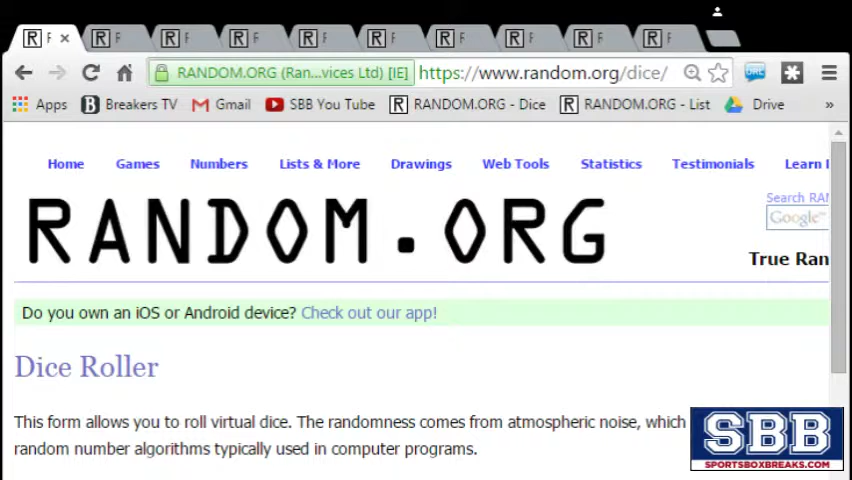 R F × R F R F R F R F R F R F R F R F R F
RANDOM.ORG (Ran...vices Ltd) [IE] https://www.random.org/dice/
Apps B Breakers TV Gmail SBB You Tube R RANDOM.ORG - Dice R RANDOM.ORG - List Drive »
Home Games Numbers Lists & More Drawings Web Tools Statistics Testimonials Learn
RANDOM.ORG
Search RAN
Google™
True Ran
Do you own an iOS or Android device? Check out our app!
Dice Roller
This form allows you to roll virtual dice. The randomness comes from atmospheric noise, which
random number algorithms typically used in computer programs.
SBB
SPORTSBOXBREAKS.COM